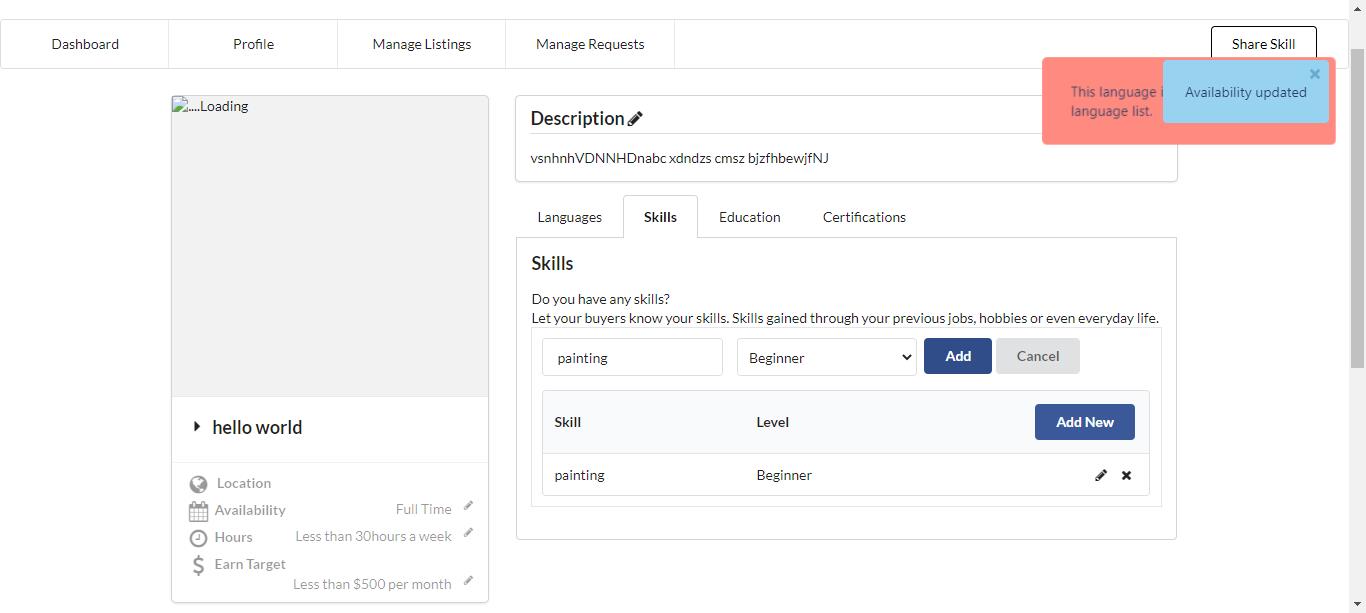 Dashboard
Profile
Manage Listings
Manage Requests
Share Skill
This language
language list.
Availability updated
....Loading
Description
vsnhnhVDNNHDnabc xdndzs cmsz bjzfhbewjfNJ
Languages
Skills
Education
Certifications
Skills
Do you have any skills?
Let your buyers know your skills. Skills gained through your previous jobs, hobbies or even everyday life.
painting
Beginner
Add
Cancel
Skill
Level
Add New
painting
Beginner
hello world
Location
Availability
Full Time
Hours
Less than 30hours a week
Earn Target
Less than $500 per month